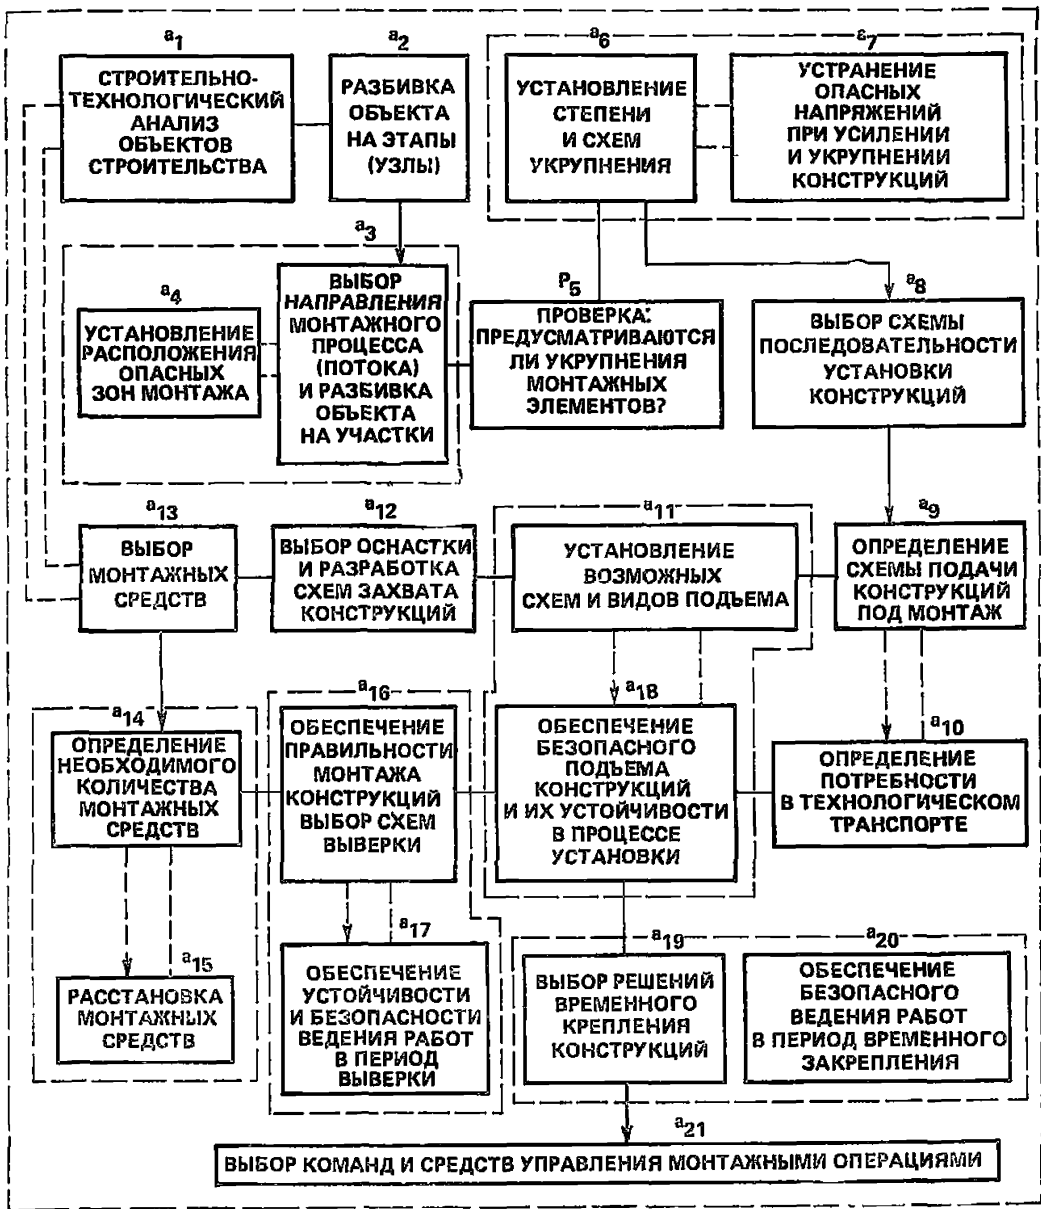 a1
СТРОИТЕЛЬНО-
ТЕХНОЛОГИЧЕСКИЙ
АНАЛИЗ
ОБЪЕКТОВ
СТРОИТЕЛЬСТВА
a2
РАЗБИВКА
ОБЪЕКТА
НА ЭТАПЫ
(УЗЛЫ)
a6
УСТАНОВЛЕНИЕ
СТЕПЕНИ
И СХЕМ
УКРУПНЕНИЯ
ε7
УСТРАНЕНИЕ
ОПАСНЫХ
НАПРЯЖЕНИЙ
ПРИ УСИЛЕНИИ
И УКРУПНЕНИИ
КОНСТРУКЦИЙ
a3
ВЫБОР
НАПРАВЛЕНИЯ
МОНТАЖНОГО
ПРОЦЕССА
(ПОТОКА)
И РАЗБИВКА
ОБЪЕКТА
НА УЧАСТКИ
a4
УСТАНОВЛЕНИЕ
РАСПОЛОЖЕНИЯ
ОПАСНЫХ
ЗОН МОНТАЖА
P5
ПРОВЕРКА:
ПРЕДУСМАТРИВАЮТСЯ
ЛИ УКРУПНЕНИЯ
МОНТАЖНЫХ
ЭЛЕМЕНТОВ?
a8
ВЫБОР СХЕМЫ
ПОСЛЕДОВАТЕЛЬНОСТИ
УСТАНОВКИ
КОНСТРУКЦИЙ
a13
ВЫБОР
МОНТАЖНЫХ
СРЕДСТВ
a12
ВЫБОР ОСНАСТКИ
И РАЗРАБОТКА
СХЕМ ЗАХВАТА
КОНСТРУКЦИЙ
a11
УСТАНОВЛЕНИЕ
ВОЗМОЖНЫХ
СХЕМ И ВИДОВ ПОДЪЕМА
a9
ОПРЕДЕЛЕНИЕ
СХЕМЫ ПОДАЧИ
КОНСТРУКЦИЙ
ПОД МОНТАЖ
a14
ОПРЕДЕЛЕНИЕ
НЕОБХОДИМОГО
КОЛИЧЕСТВА
МОНТАЖНЫХ
СРЕДСТВ
a16
ОБЕСПЕЧЕНИЕ
ПРАВИЛЬНОСТИ
МОНТАЖА
КОНСТРУКЦИЙ
ВЫБОР СХЕМ
ВЫВЕРКИ
a18
ОБЕСПЕЧЕНИЕ
БЕЗОПАСНОГО
ПОДЪЕМА
КОНСТРУКЦИЙ
И ИХ УСТОЙЧИВОСТИ
В ПРОЦЕССЕ
УСТАНОВКИ
a10
ОПРЕДЕЛЕНИЕ
ПОТРЕБНОСТИ
В ТЕХНОЛОГИЧЕСКОМ
ТРАНСПОРТЕ
a15
РАССТАНОВКА
МОНТАЖНЫХ
СРЕДСТВ
a17
ОБЕСПЕЧЕНИЕ
УСТОЙЧИВОСТИ
И БЕЗОПАСНОСТИ
ВЕДЕНИЯ РАБОТ
В ПЕРИОД
ВЫВЕРКИ
a19
ВЫБОР РЕШЕНИЙ
ВРЕМЕННОГО
КРЕПЛЕНИЯ
КОНСТРУКЦИЙ
a20
ОБЕСПЕЧЕНИЕ
БЕЗОПАСНОГО
ВЕДЕНИЯ РАБОТ
В ПЕРИОД ВРЕМЕННОГО
ЗАКРЕПЛЕНИЯ
a21
ВЫБОР КОМАНД И СРЕДСТВ УПРАВЛЕНИЯ МОНТАЖНЫМИ ОПЕРАЦИЯМИ